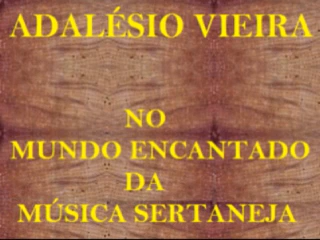 ADALÉSIO VIEIRA
NO
MUNDO ENCANTADO
DA
MÚSICA SERTANEJA